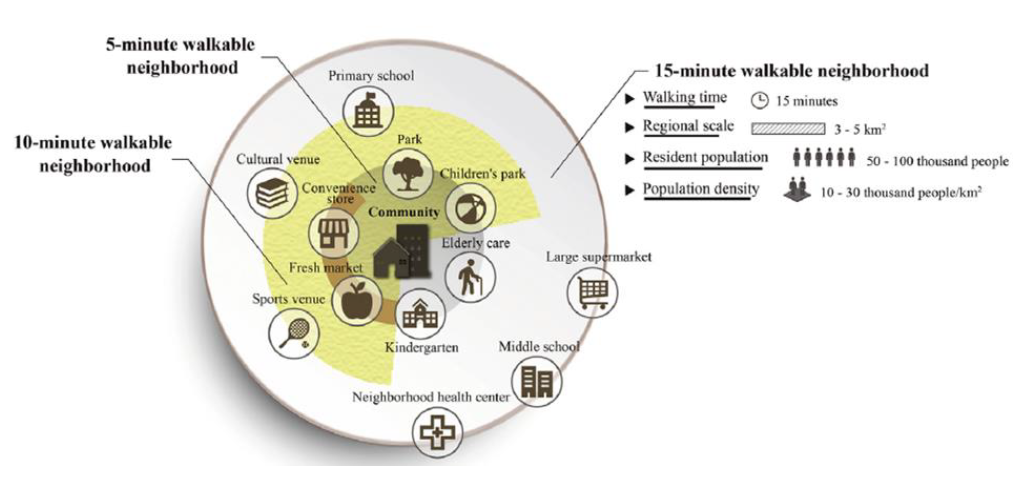 5-minute walkable
neighborhood
10-minute walkable
neighborhood
Primary school
Park
Cultural venue
Children's park
Convenience
store
Community
Elderly care
Fresh market
Large supermarket
Sports venue
Kindergarten
Middle school
Neighborhood health center
15-minute walkable neighborhood
Walking time 15 minutes
Regional scale 3 - 5 km²
Resident population 50 - 100 thousand people
Population density 10 - 30 thousand people/km²